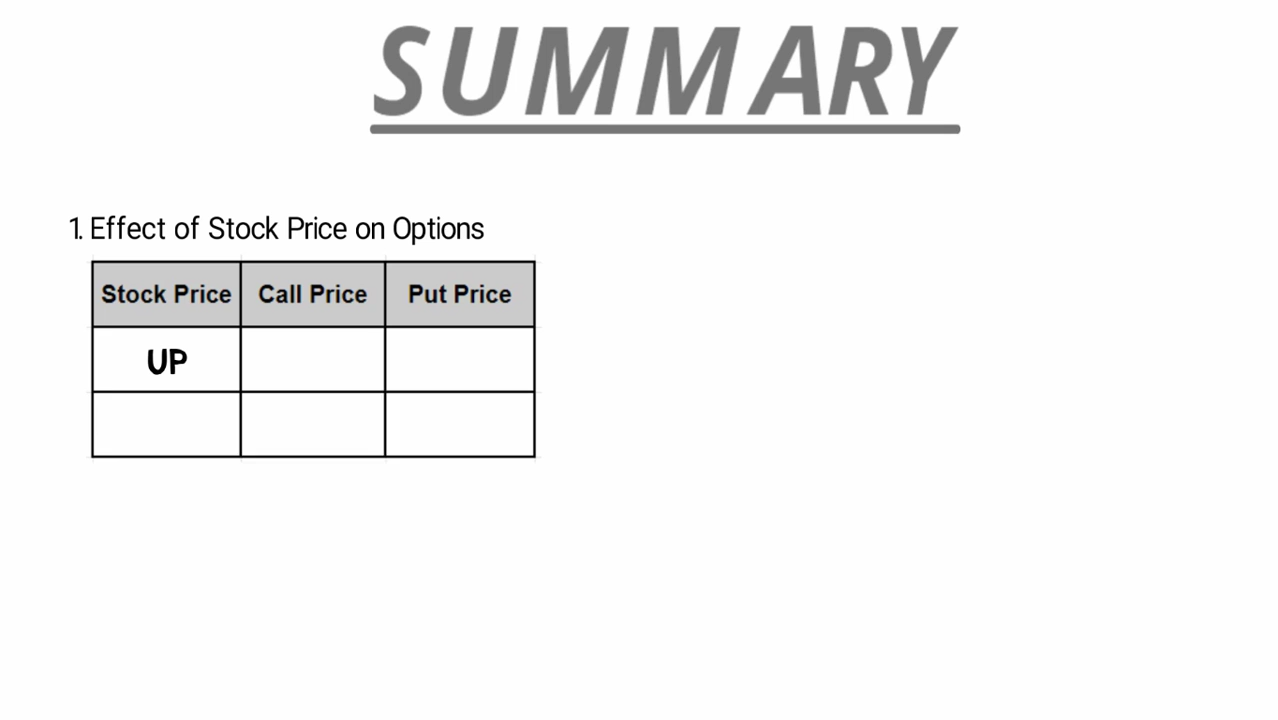 SUMMARY
1. Effect of Stock Price on Options
Stock Price Call Price Put Price
UP